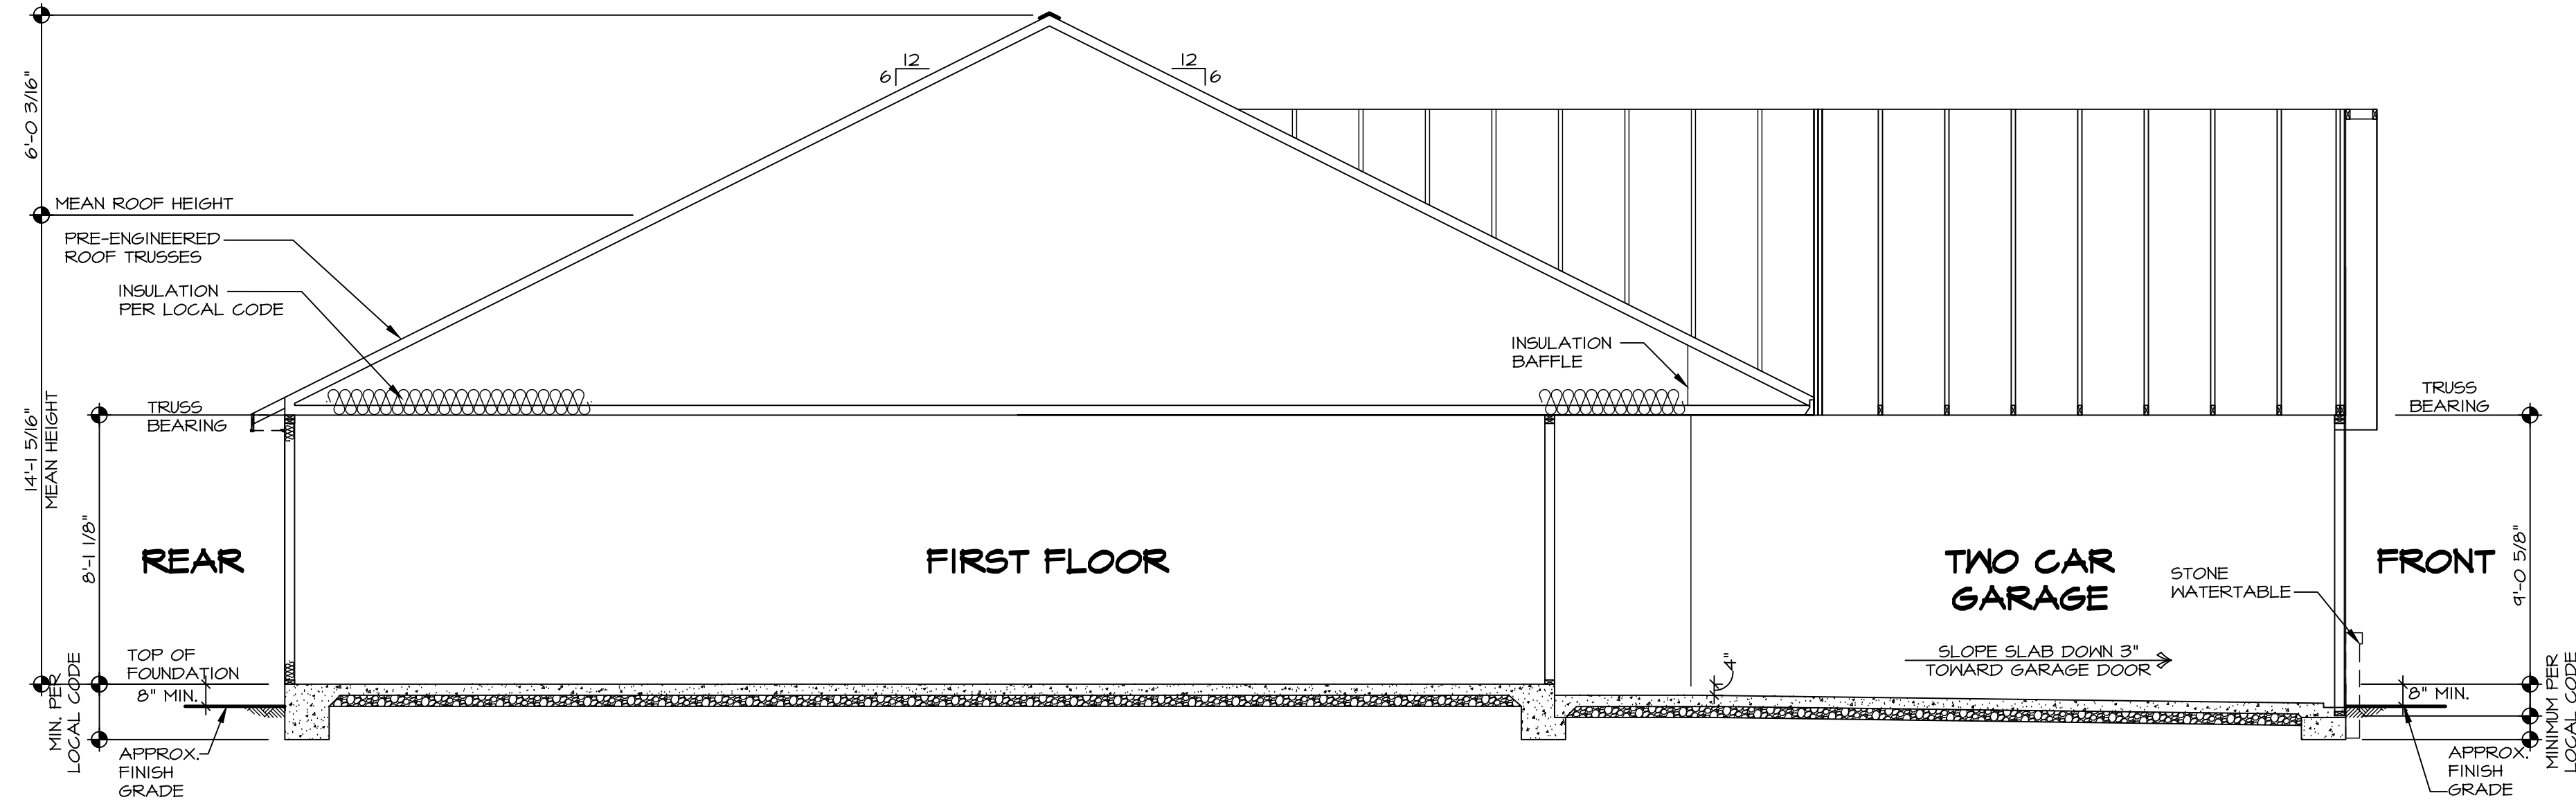 12
6
12
6
6'-0 3/16"
MEAN ROOF HEIGHT
PRE-ENGINEERED
ROOF TRUSSES
INSULATION
PER LOCAL CODE
INSULATION
BAFFLE
TRUSS
BEARING
TRUSS
BEARING
14'-1 5/16"
MEAN HEIGHT
8'-1 1/8"
REAR
FIRST FLOOR
TWO CAR
GARAGE
FRONT
STONE
WATERTABLE
9'-0 5/8"
TOP OF
FOUNDATION
8" MIN.
MIN. PER
LOCAL CODE
4"
SLOPE SLAB DOWN 3"
TOWARD GARAGE DOOR
8" MIN.
MINIMUM PER
LOCAL CODE
APPROX.
FINISH
GRADE
APPROX.
FINISH
GRADE